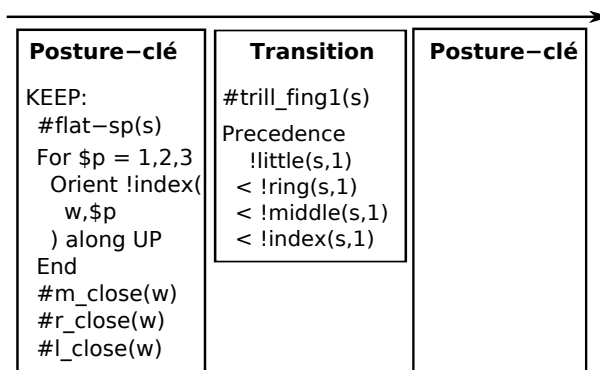 Posture−clé
KEEP:
#flat−sp(s)
For $p = 1,2,3
Orient !index(
w,$p
) along UP
End
#m_close(w)
#r_close(w)
#l_close(w)
Transition
#trill_fing1(s)
Precedence
!little(s,1)
< !ring(s,1)
< !middle(s,1)
< !index(s,1)
Posture−clé